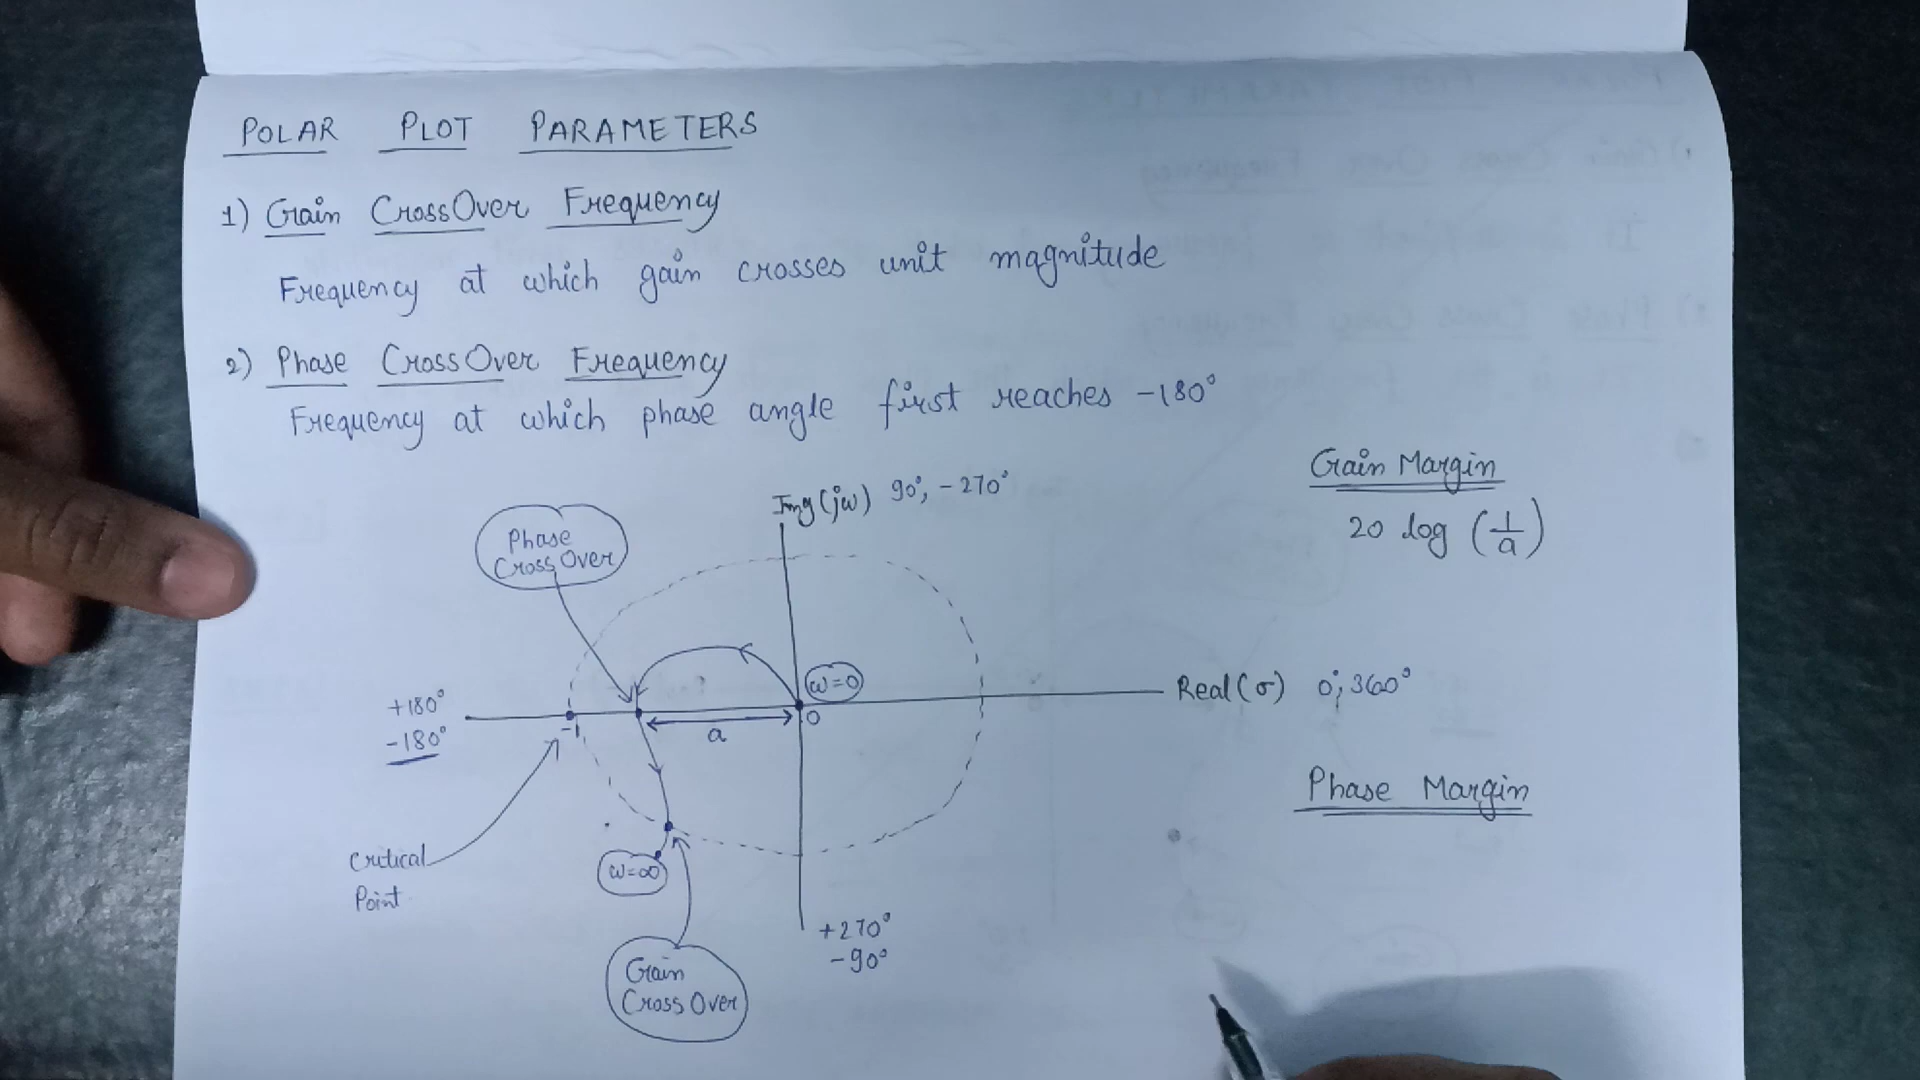 POLAR PLOT PARAMETERS
1) Gain CrossOver Frequency
Frequency at which gain crosses unit magnitude
2) Phase CrossOver Frequency
Frequency at which phase angle first reaches -180°
Gain Margin
20 log (1/a)
Img (jω) 90°, -270°
Phase
Cross Over
ω=0
Real (σ) 0°, 360°
+180°
-180°
-1
a
0
Phase Margin
Critical
Point
ω=∞
+270°
-90°
Gain
Cross Over